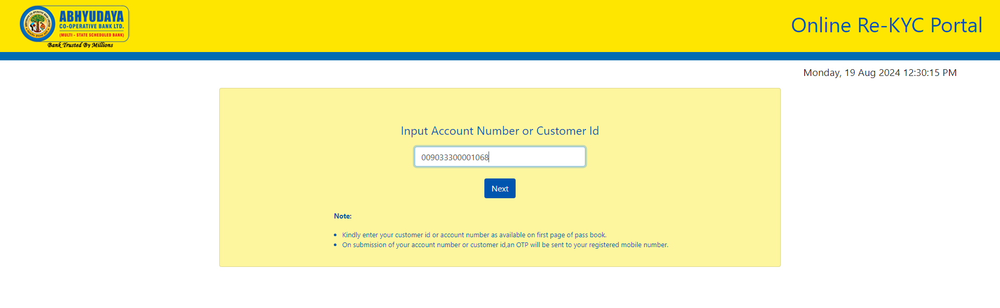 ABHYUDAYA
CO-OPERATIVE BANK LTD.
(MULTI - STATE SCHEDULED BANK)
Bank Trusted By Millions
Online Re-KYC Portal
Monday, 19 Aug 2024 12:30:15 PM
Input Account Number or Customer Id
009033300001068
Next
Note:
Kindly enter your customer id or account number as available on first page of pass book.
On submission of your account number or customer id,an OTP will be sent to your registered mobile number.